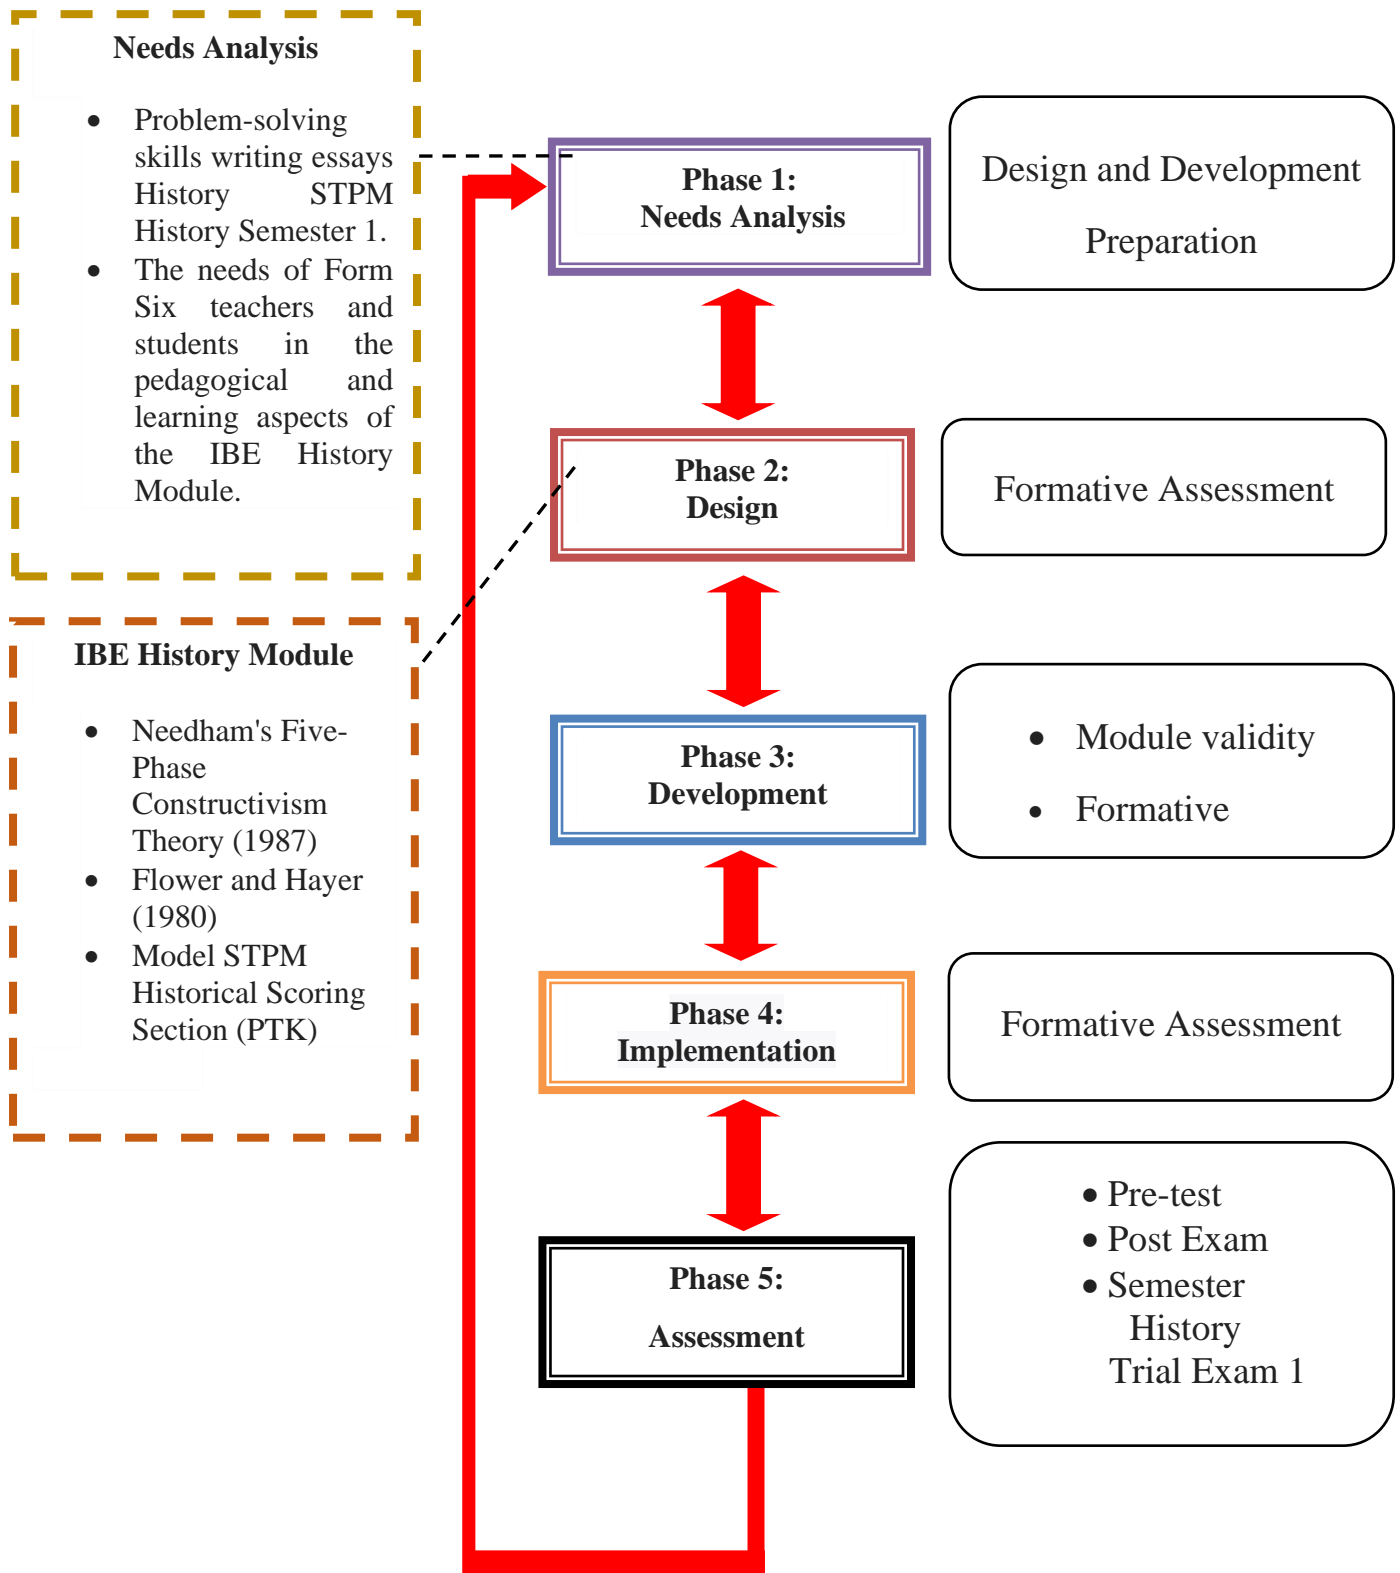 Needs Analysis
• Problem-solving
skills writing essays
History STPM
History Semester 1.
• The needs of Form
Six teachers and
students in the
pedagogical and
learning aspects of
the IBE History
Module.
IBE History Module
• Needham's Five-
Phase
Constructivism
Theory (1987)
• Flower and Hayer
(1980)
• Model STPM
Historical Scoring
Section (PTK)
Phase 1:
Needs Analysis
Phase 2:
Design
Phase 3:
Development
Phase 4:
Implementation
Phase 5:
Assessment
Design and Development
Preparation
Formative Assessment
• Module validity
• Formative
Formative Assessment
• Pre-test
• Post Exam
• Semester
History
Trial Exam 1